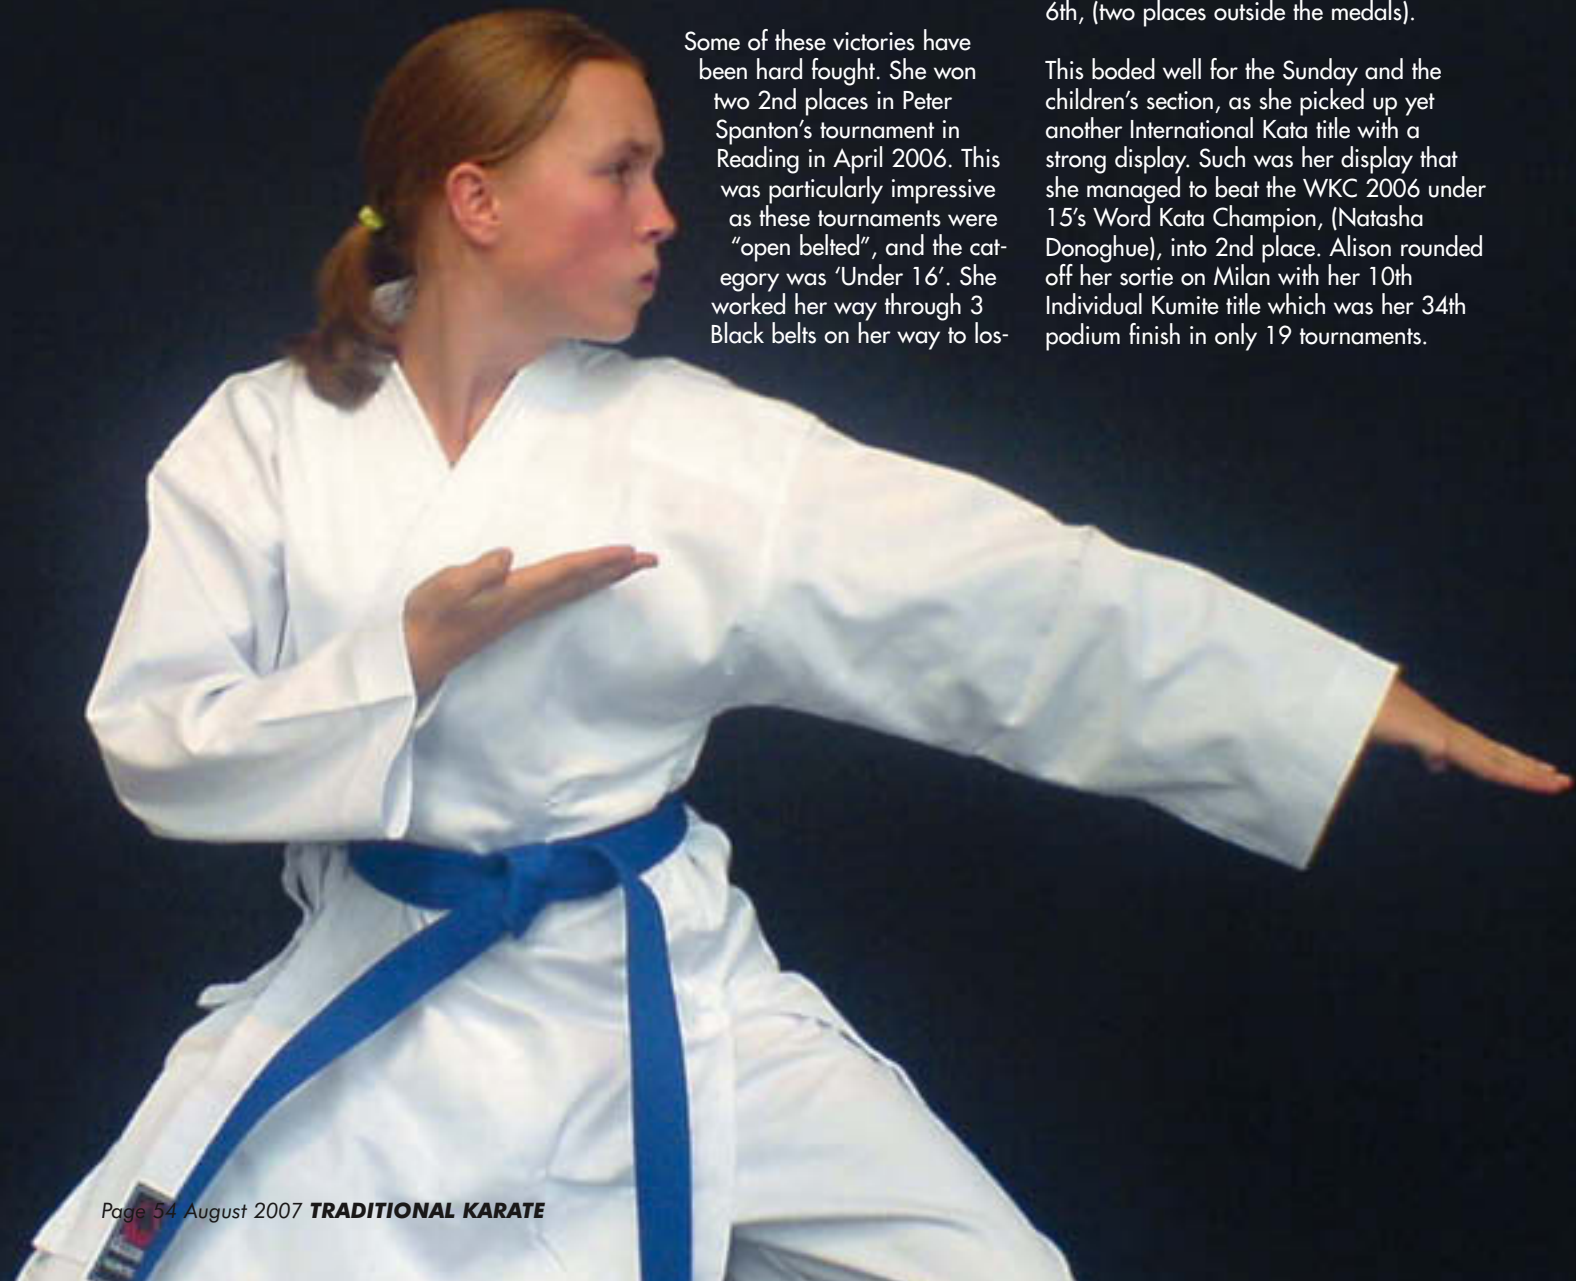 Some of these victories have
been hard fought. She won
two 2nd places in Peter
Spanton's tournament in
Reading in April 2006. This
was particularly impressive
as these tournaments were
“open belted”, and the cat-
egory was ‘Under 16’. She
worked her way through 3
Black belts on her way to los-
6th, (two places outside the medals).
This boded well for the Sunday and the
children’s section, as she picked up yet
another International Kata title with a
strong display. Such was her display that
she managed to beat the WKC 2006 under
15’s Word Kata Champion, (Natasha
Donoghue), into 2nd place. Alison rounded
off her sortie on Milan with her 10th
Individual Kumite title which was her 34th
podium finish in only 19 tournaments.
Page 54 August 2007 TRADITIONAL KARATE